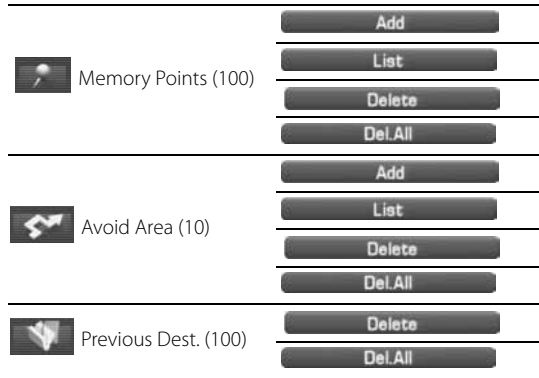 Add
Memory Points (100)
List
Delete
Del.All
Add
Avoid Area (10)
List
Delete
Del.All
Previous Dest. (100)
Delete
Del.All